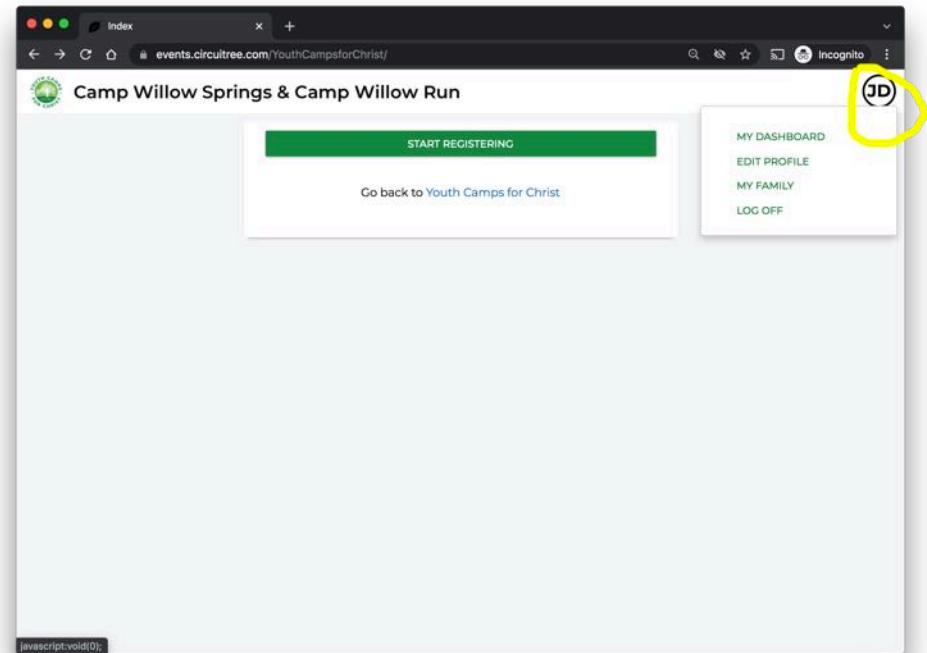 Index
events.circuitree.com/YouthCampsforChrist/
Incognito
Camp Willow Springs & Camp Willow Run
JD
START REGISTERING
Go back to Youth Camps for Christ
MY DASHBOARD
EDIT PROFILE
MY FAMILY
LOG OFF
javascript:void(0);